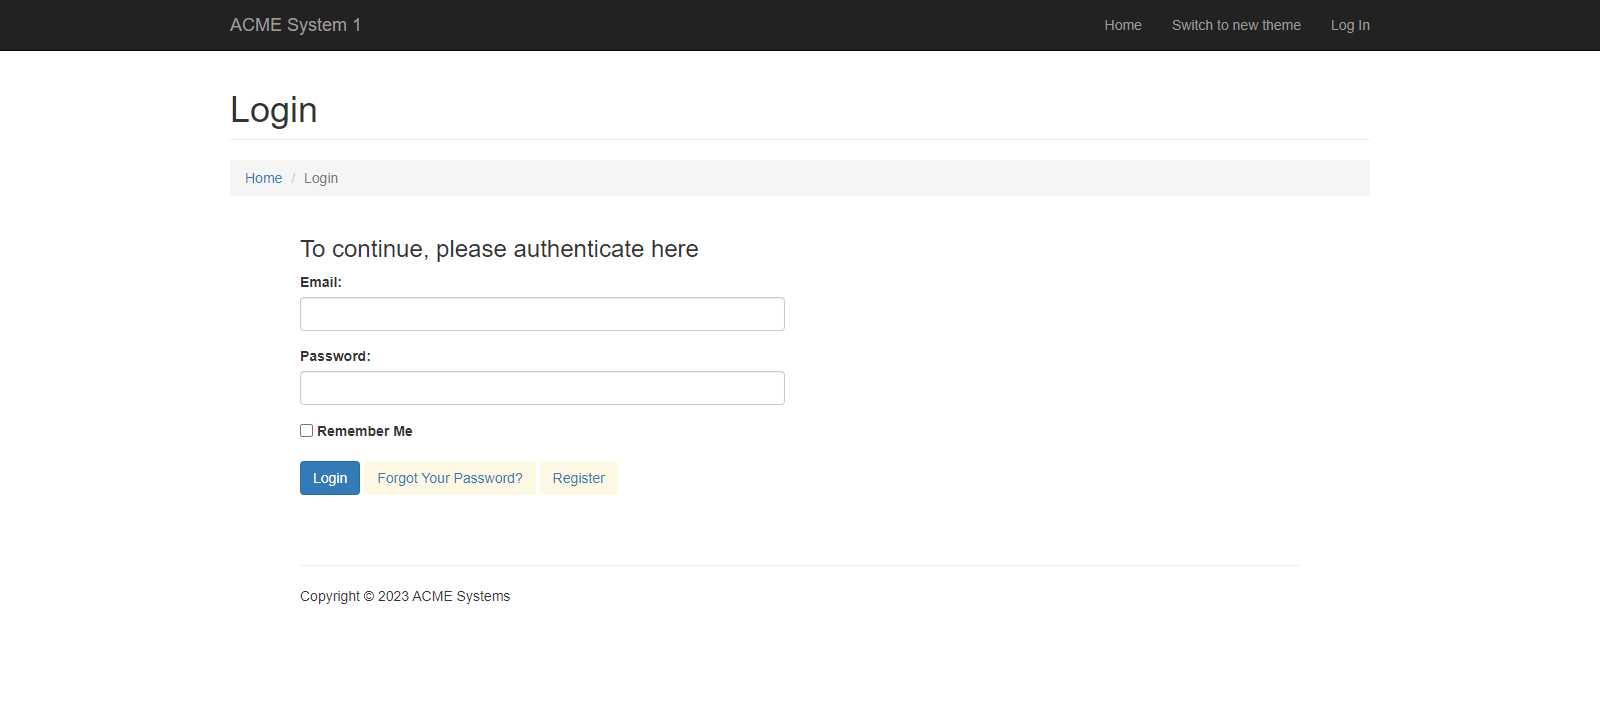 ACME System 1 Home Switch to new theme Log In
Login
Home / Login
To continue, please authenticate here
Email:
Password:
Remember Me
Login Forgot Your Password? Register
Copyright © 2023 ACME Systems